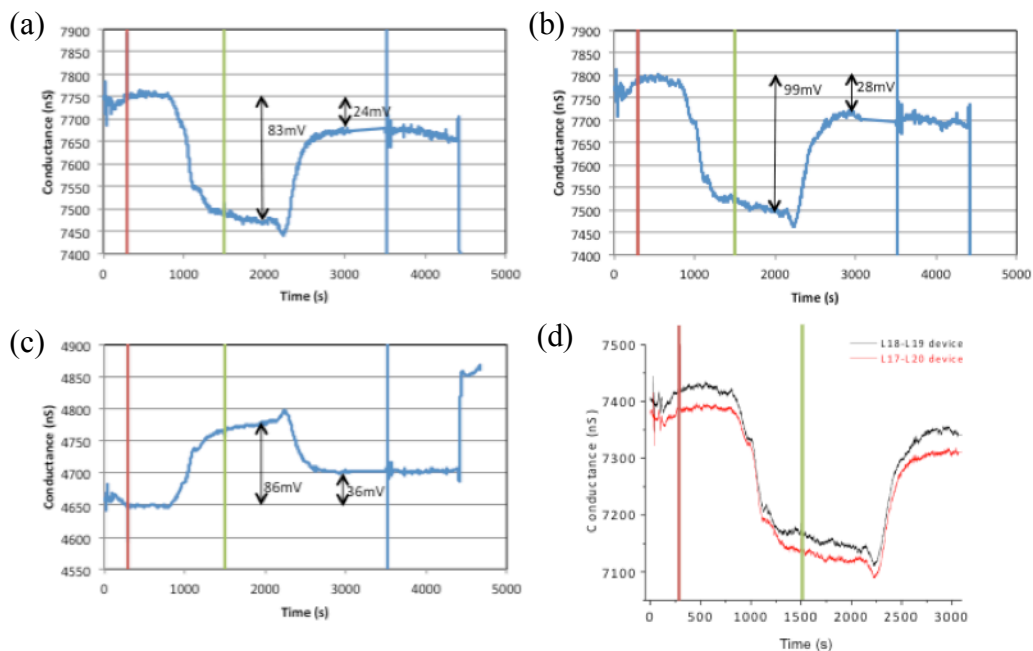 (a)
7900
7850
7800
7750
7700
7650
7600
7550
7500
7450
7400
Conductance (nS)
24mV
83mV
0 1000 2000 3000 4000 5000
Time (s)
(b)
7900
7850
7800
7750
7700
7650
7600
7550
7500
7450
7400
Conductance (nS)
99mV
28mV
0 1000 2000 3000 4000 5000
Time (s)
(c)
4900
4850
4800
4750
4700
4650
4600
4550
Conductance (nS)
86mV
36mV
0 1000 2000 3000 4000 5000
Time (s)
(d)
7500
7400
7300
7200
7100
Conductance (nS)
L18-L19 device
L17-L20 device
0 500 1000 1500 2000 2500 3000
Time (s)